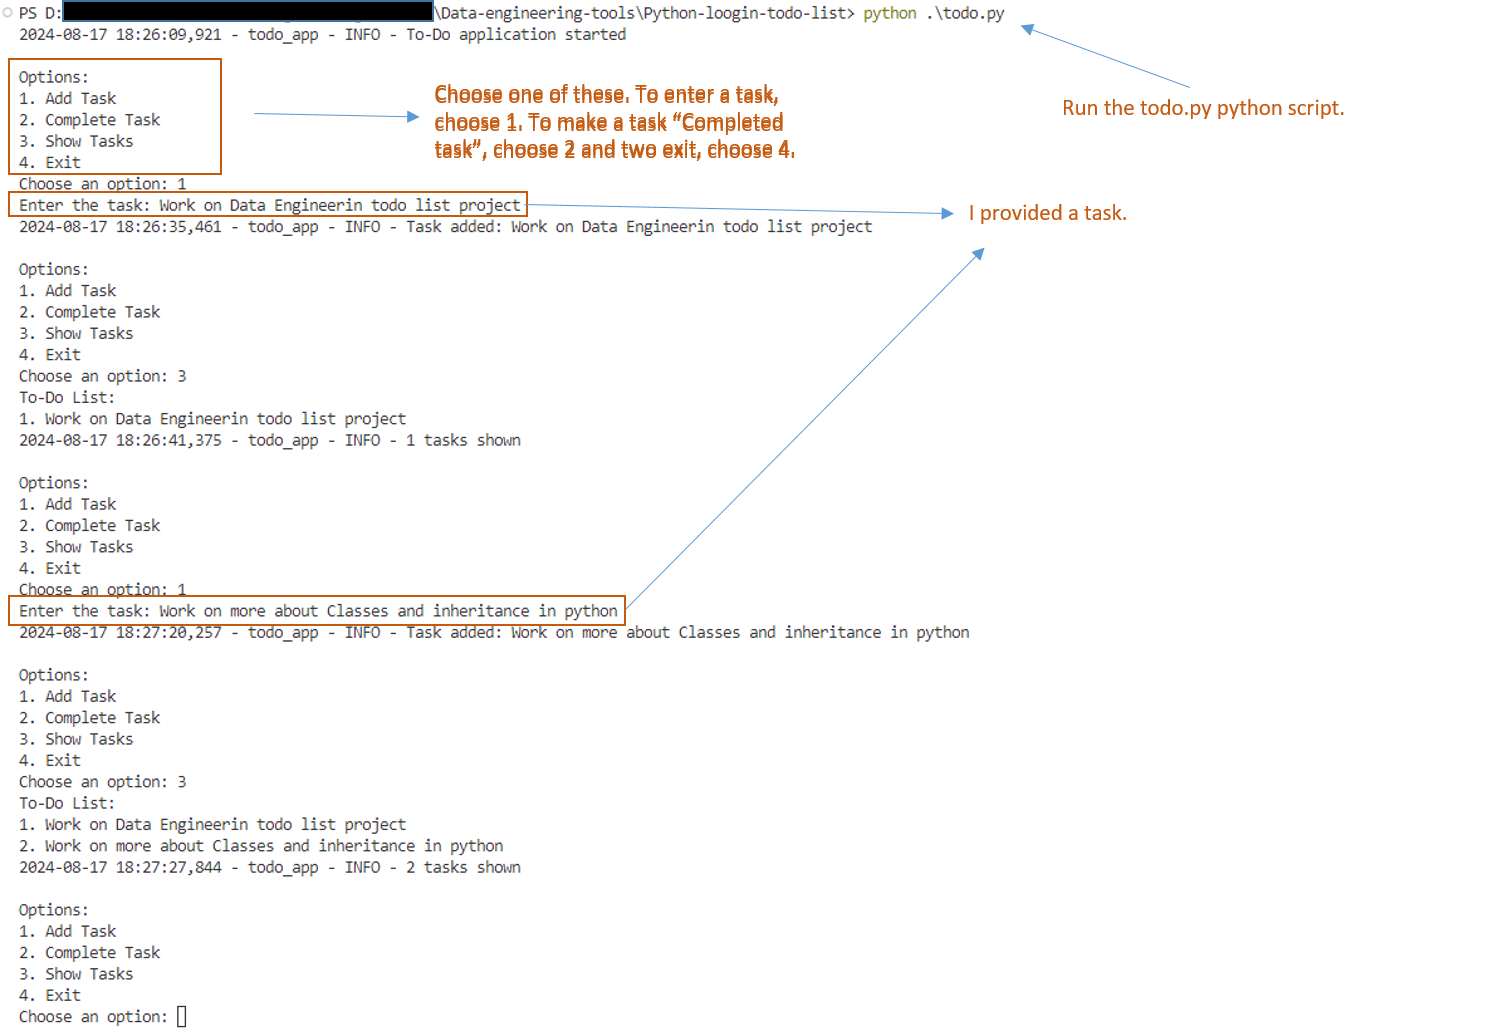 PS D:\Data-engineering-tools\Python-loogin-todo-list> python .\todo.py
2024-08-17 18:26:09,921 - todo_app - INFO - To-Do application started
Run the todo.py python script.
Options:
1. Add Task
2. Complete Task
3. Show Tasks
4. Exit
Choose one of these. To enter a task,
choose 1. To make a task “Completed
task”, choose 2 and two exit, choose 4.
Choose an option: 1
Enter the task: Work on Data Engineerin todo list project
I provided a task.
2024-08-17 18:26:35,461 - todo_app - INFO - Task added: Work on Data Engineerin todo list project
Options:
1. Add Task
2. Complete Task
3. Show Tasks
4. Exit
Choose an option: 3
To-Do List:
1. Work on Data Engineerin todo list project
2024-08-17 18:26:41,375 - todo_app - INFO - 1 tasks shown
Options:
1. Add Task
2. Complete Task
3. Show Tasks
4. Exit
Choose an option: 1
Enter the task: Work on more about Classes and inheritance in python
2024-08-17 18:27:20,257 - todo_app - INFO - Task added: Work on more about Classes and inheritance in python
Options:
1. Add Task
2. Complete Task
3. Show Tasks
4. Exit
Choose an option: 3
To-Do List:
1. Work on Data Engineerin todo list project
2. Work on more about Classes and inheritance in python
2024-08-17 18:27:27,844 - todo_app - INFO - 2 tasks shown
Options:
1. Add Task
2. Complete Task
3. Show Tasks
4. Exit
Choose an option: